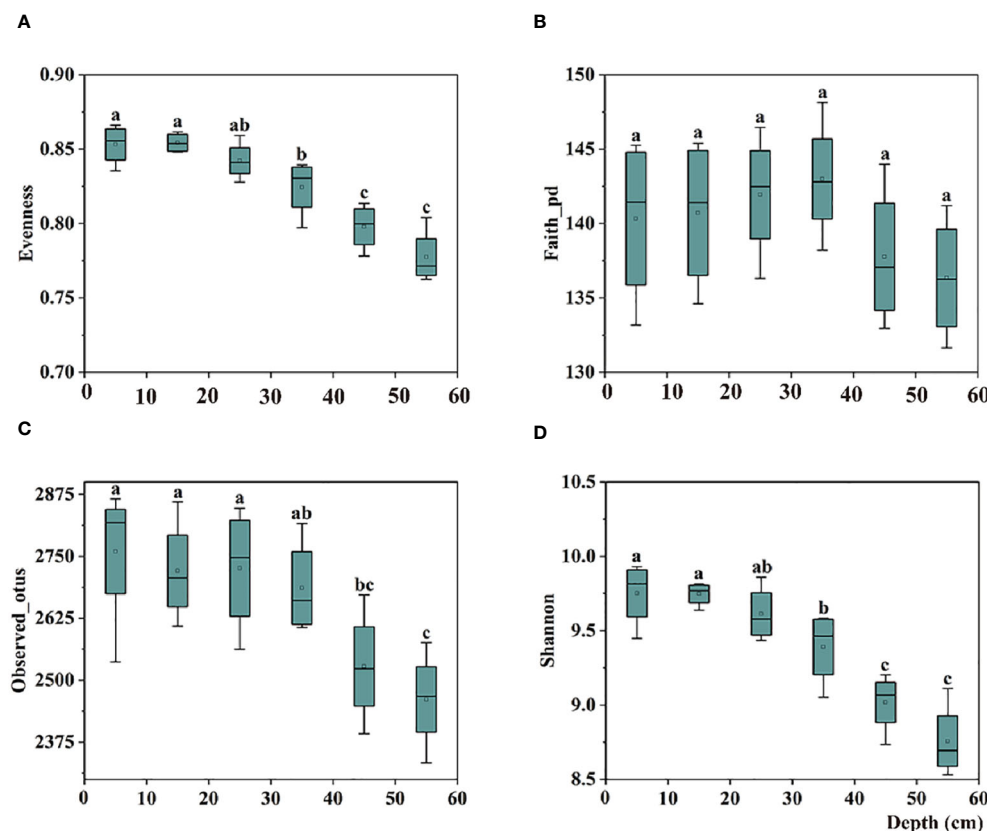 A
Evenness
0.90
0.85
0.80
0.75
0.70
a
a
ab
b
c
c
0 10 20 30 40 50 60
B
Faith_pd
150
145
140
135
130
a
a
a
a
a
a
0 10 20 30 40 50 60
C
Observed_otus
2875
2750
2625
2500
2375
a
a
a
ab
bc
c
0 10 20 30 40 50 60
D
Shannon
10.5
10.0
9.5
9.0
8.5
a
a
ab
b
c
c
0 10 20 30 40 50 60
Depth (cm)